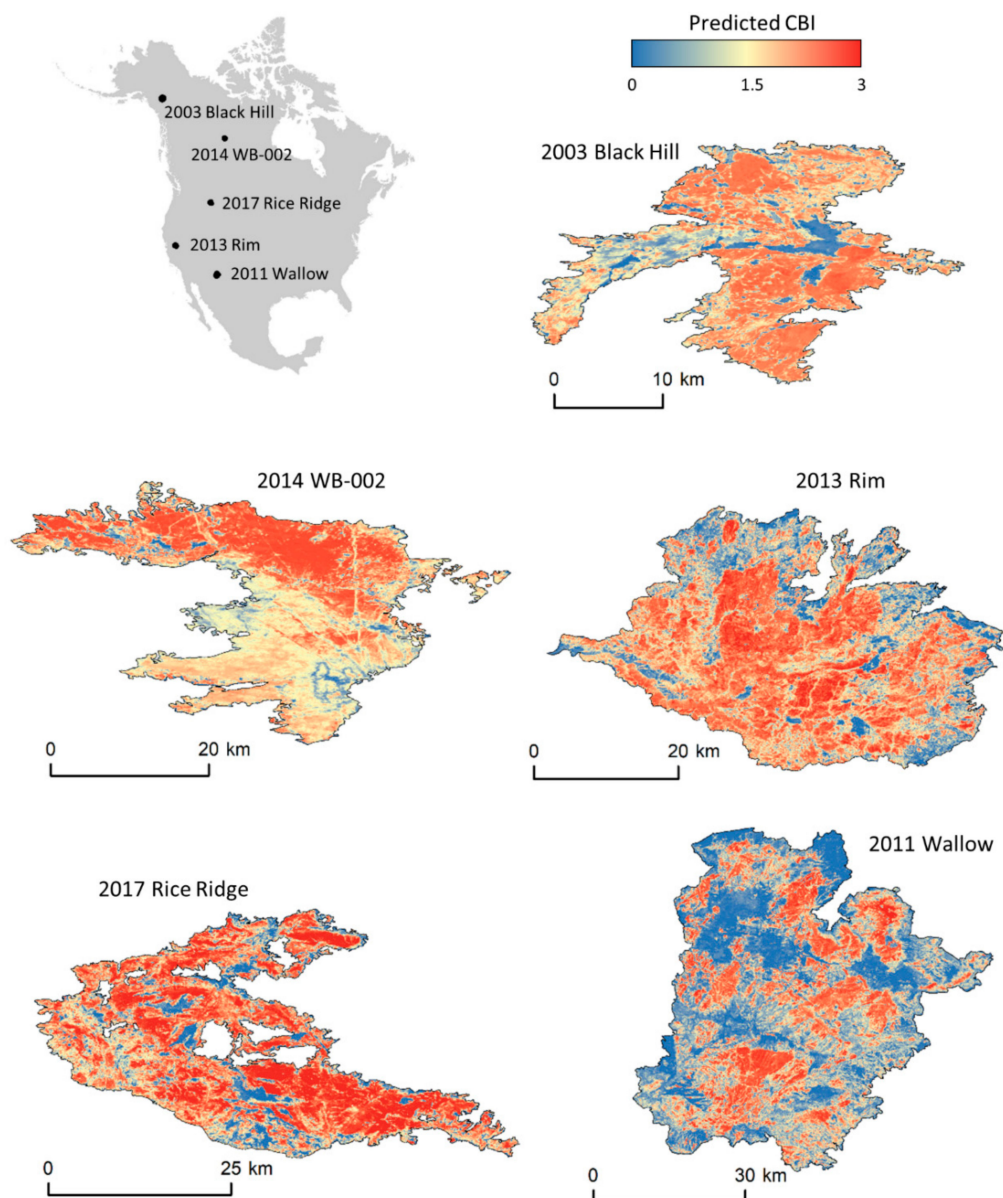 Predicted CBI
0 1.5 3
2003 Black Hill
2014 WB-002
2017 Rice Ridge
2013 Rim
2011 Wallow
2003 Black Hill
0 10 km
2014 WB-002
0 20 km
2013 Rim
0 20 km
2017 Rice Ridge
0 25 km
2011 Wallow
0 30 km